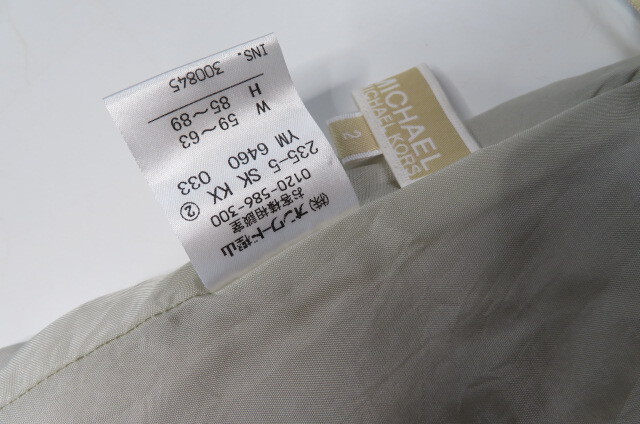 (株)オンワード樫山
お客様相談室
0120-586-300
235-5 SK KX 033
YM 6460 ②
W 59~63
H 85~89
INS. 300845
MICHAEL
MICHAEL KORS
2